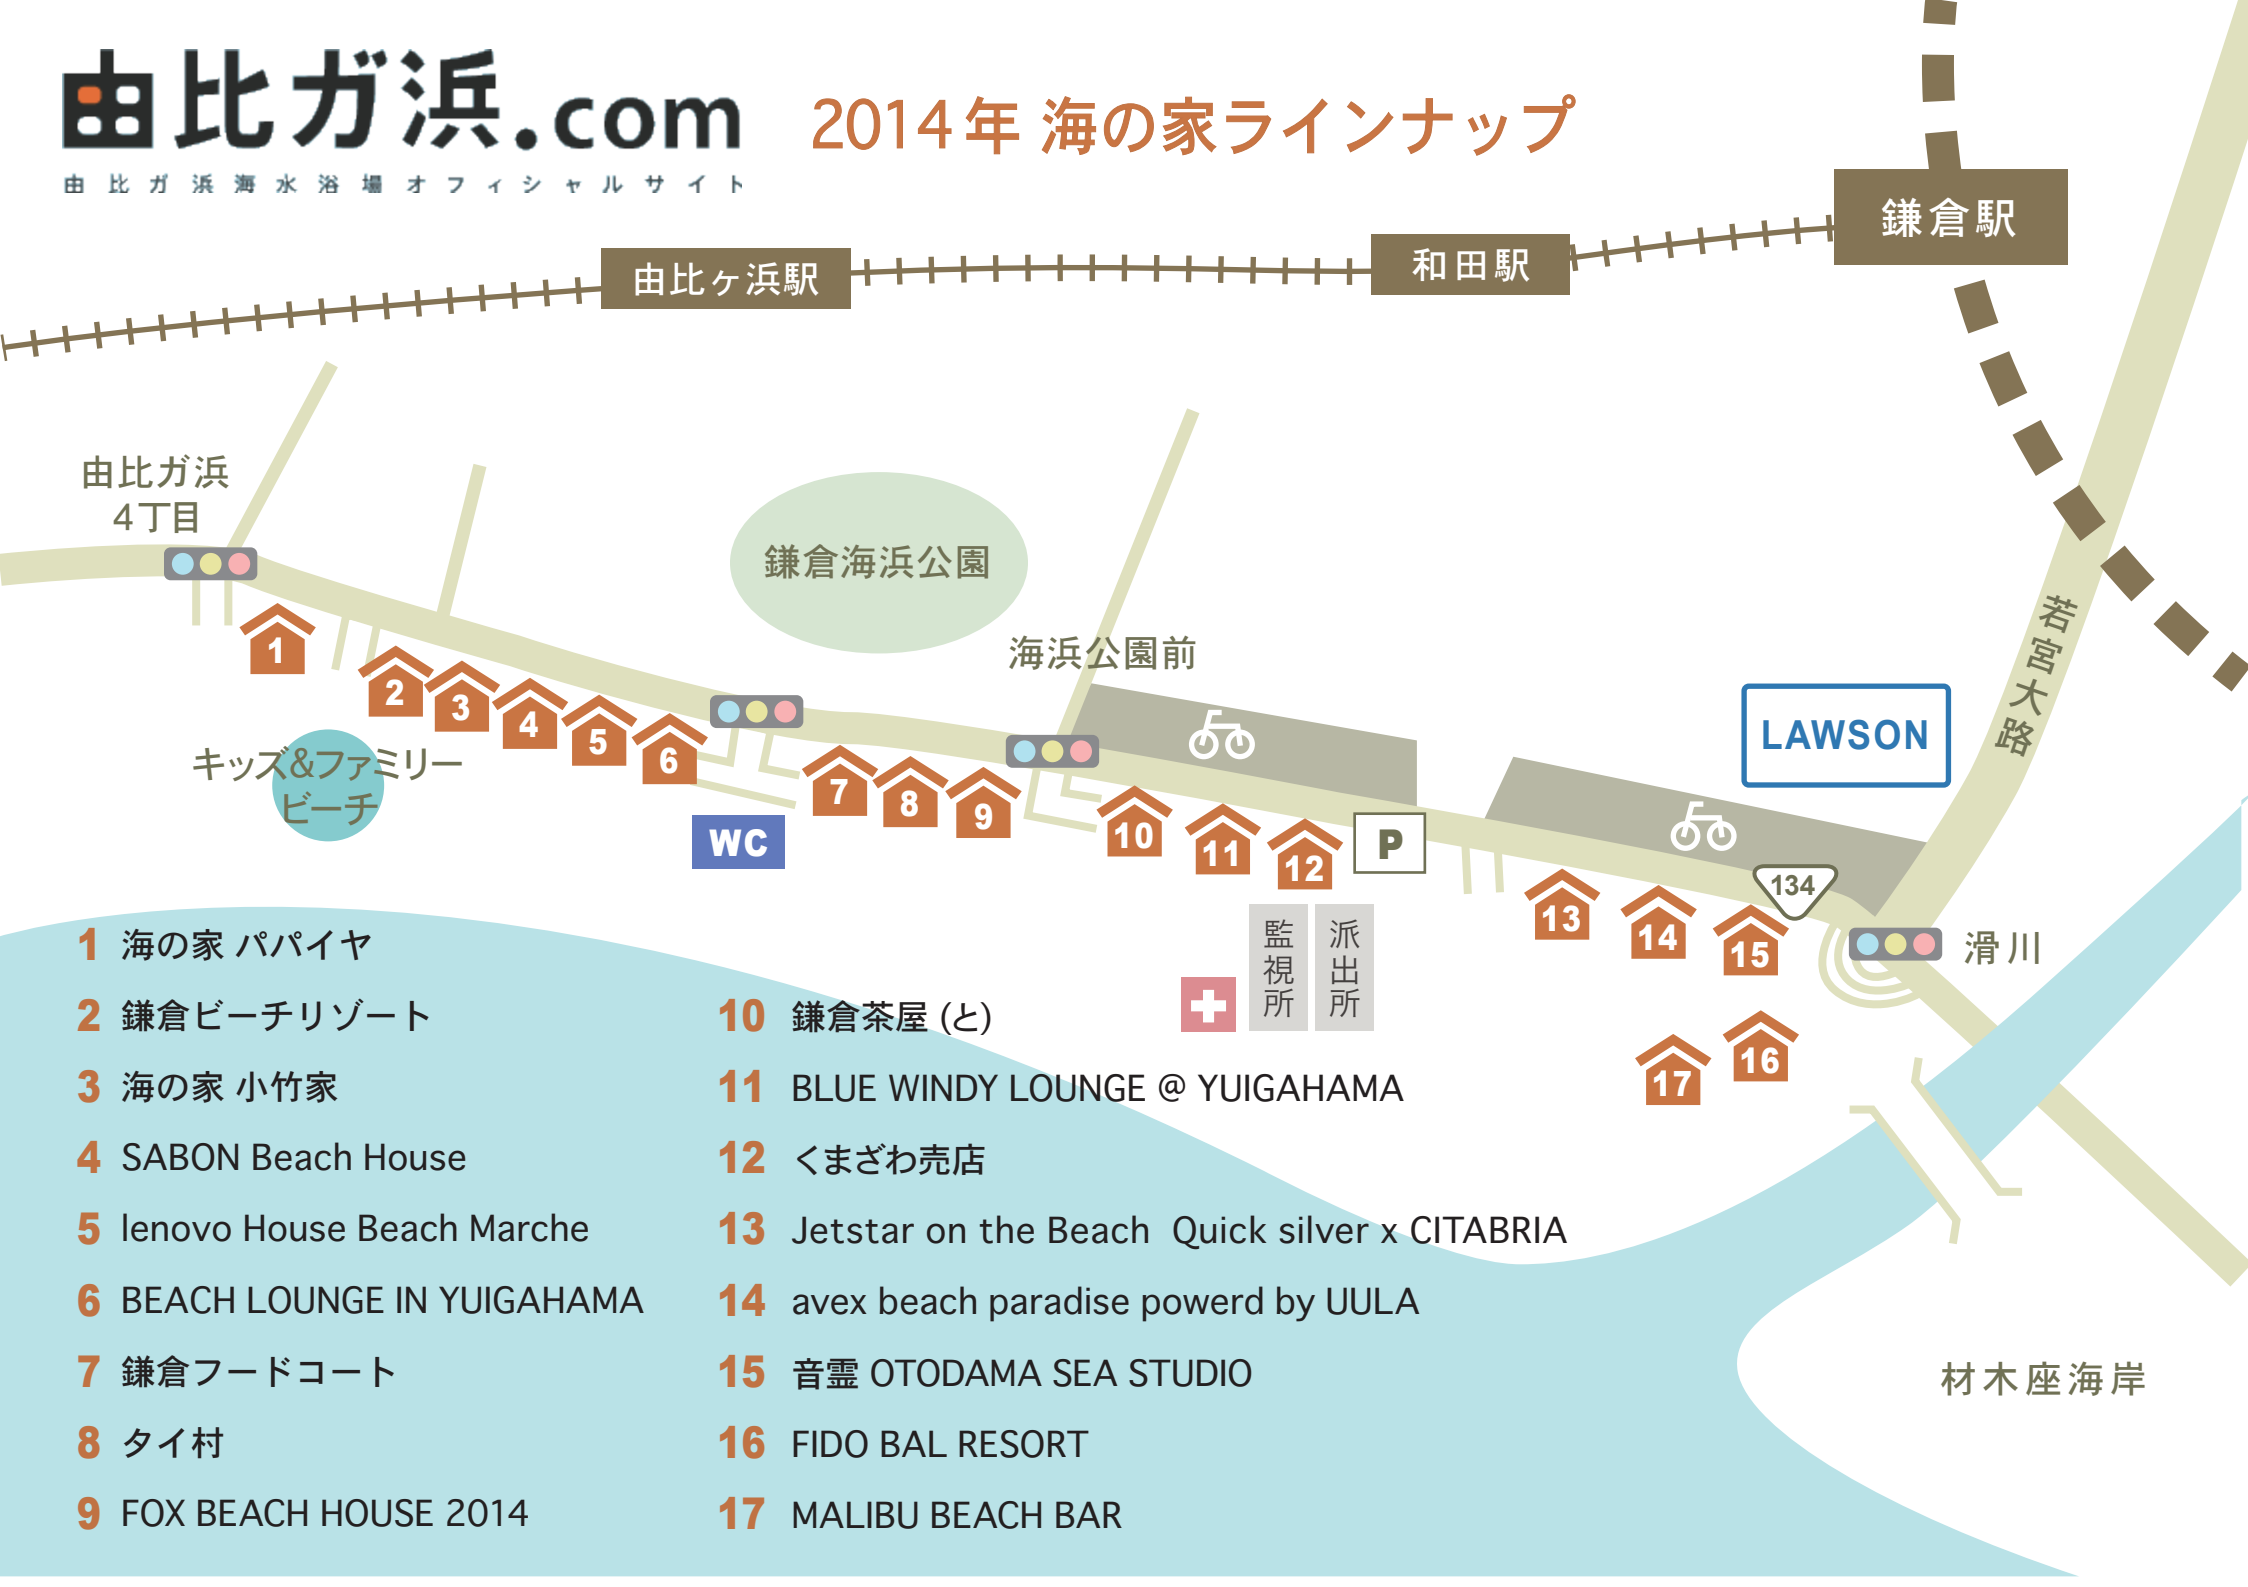 由比ガ浜.com
由比ガ浜海水浴場オフィシャルサイト
2014年 海の家ラインナップ
鎌倉駅
和田駅
由比ヶ浜駅
由比ガ浜
4丁目
鎌倉海浜公園
海浜公園前
若宮大路
LAWSON
キッズ&ファミリー
ビーチ
1
2
3
4
5
6
7
8
9
10
11
12
13
14
15
16
17
WC
P
134
滑川
監視所
派出所
材木座海岸
1 海の家 パパイヤ
2 鎌倉ビーチリゾート
3 海の家 小竹家
4 SABON Beach House
5 lenovo House Beach Marche
6 BEACH LOUNGE IN YUIGAHAMA
7 鎌倉フードコート
8 タイ村
9 FOX BEACH HOUSE 2014
10 鎌倉茶屋 (と)
11 BLUE WINDY LOUNGE @ YUIGAHAMA
12 くまざわ売店
13 Jetstar on the Beach Quick silver x CITABRIA
14 avex beach paradise powerd by UULA
15 音霊 OTODAMA SEA STUDIO
16 FIDO BAL RESORT
17 MALIBU BEACH BAR